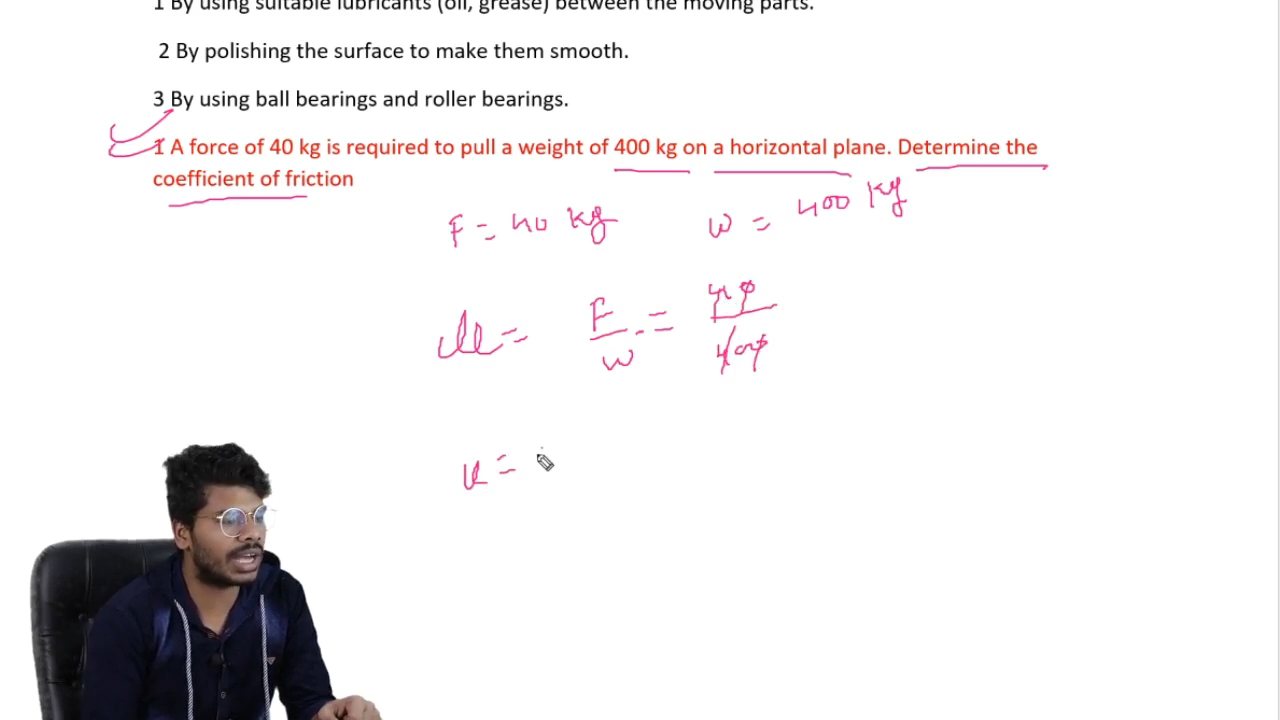 1 By using suitable lubricants (oil, grease) between the moving parts.
2 By polishing the surface to make them smooth.
3 By using ball bearings and roller bearings.
1 A force of 40 kg is required to pull a weight of 400 kg on a horizontal plane. Determine the
coefficient of friction
F = 40 kg W = 400 kg
μ = F/W = 40/400
μ =